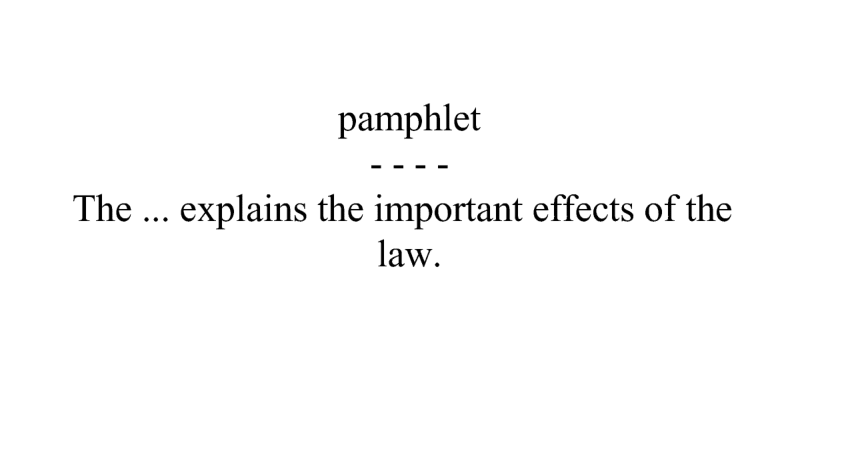 pamphlet
- - - -
The ... explains the important effects of the
law.